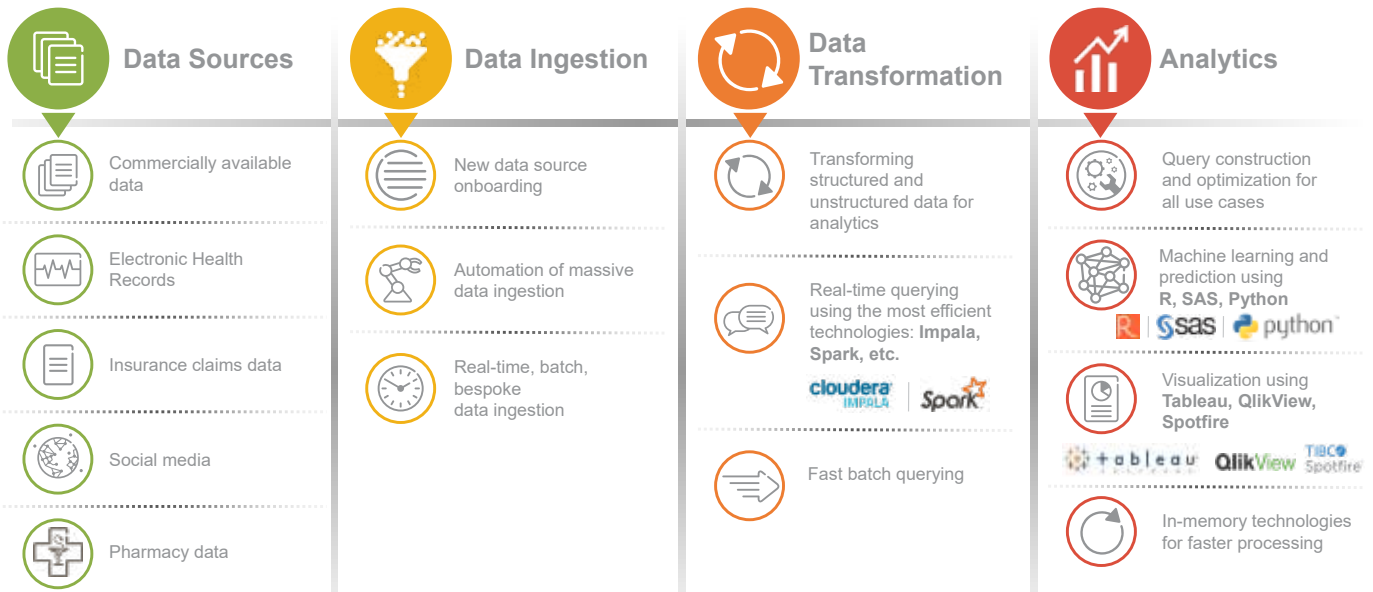 Data Sources
Commercially available
data
Electronic Health
Records
Insurance claims data
Social media
Pharmacy data
Data Ingestion
New data source
onboarding
Automation of massive
data ingestion
Real-time, batch,
bespoke
data ingestion
Data
Transformation
Transforming
structured and
unstructured data for
analytics
Real-time querying
using the most efficient
technologies: Impala,
Spark, etc.
cloudera
IMPALA
Spark
Fast batch querying
Analytics
Query construction
and optimization for
all use cases
Machine learning and
prediction using
R, SAS, Python
R sas python
Visualization using
Tableau, QlikView,
Spotfire
+ableau QlikView TIBCO
Spotfire
In-memory technologies
for faster processing